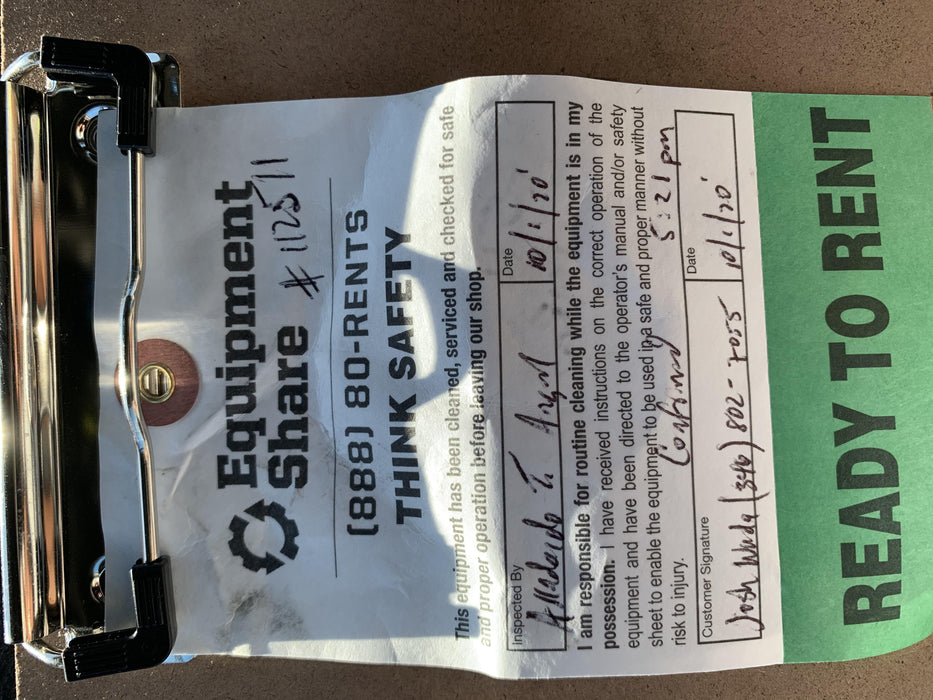 Equipment
Share # 112511
(888) 80-RENTS
THINK SAFETY
This equipment has been cleaned, serviced and checked for safe
and proper operation before leaving our shop.
Inspected By
Date
10/1/20'
I am responsible for routine cleaning while the equipment is in my
possession. I have received instructions on the correct operation of the
equipment and have been directed to the operator's manual and/or safety
sheet to enable the equipment to be used in a safe and proper manner without
risk to injury.
5:21 pm
Customer Signature
Date
Josh (346) 802-7055
10/1/20'
READY TO RENT